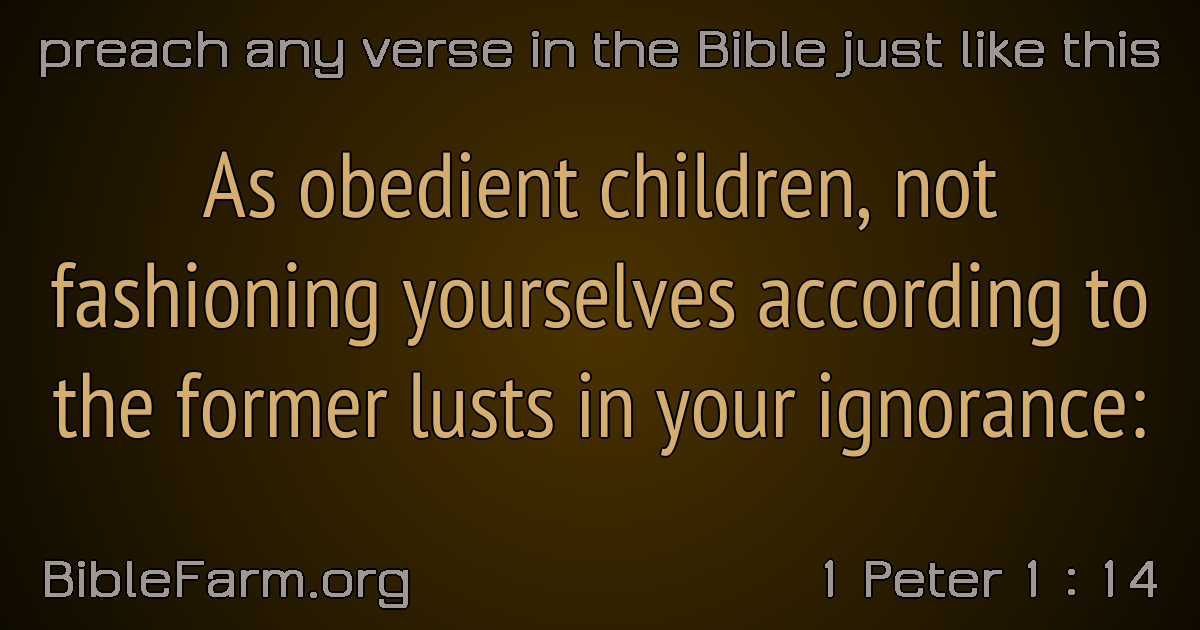 preach any verse in the Bible just like this
As obedient children, not
fashioning yourselves according to
the former lusts in your ignorance:
BibleFarm.org
1 Peter 1 : 14